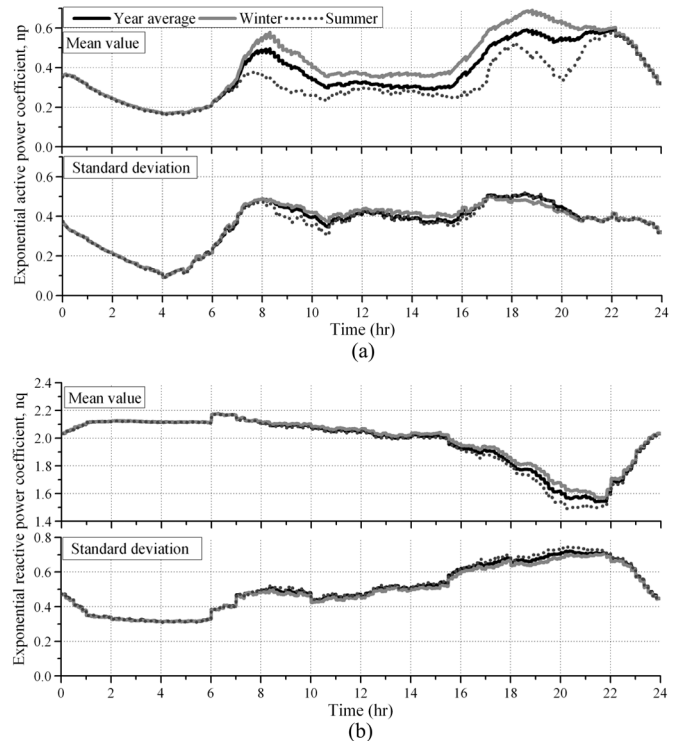 Year average Winter Summer
Mean value
0.6
0.4
0.2
0.0
Exponential active power coefficient, np
Standard deviation
0.6
0.4
0.2
0.0
0 2 4 6 8 10 12 14 16 18 20 22 24
Time (hr)
(a)
2.4
Mean value
2.2
2.0
1.8
1.6
1.4
Exponential reactive power coefficient, nq
0.8
Standard deviation
0.6
0.4
0.2
0.0
0 2 4 6 8 10 12 14 16 18 20 22 24
Time (hr)
(b)